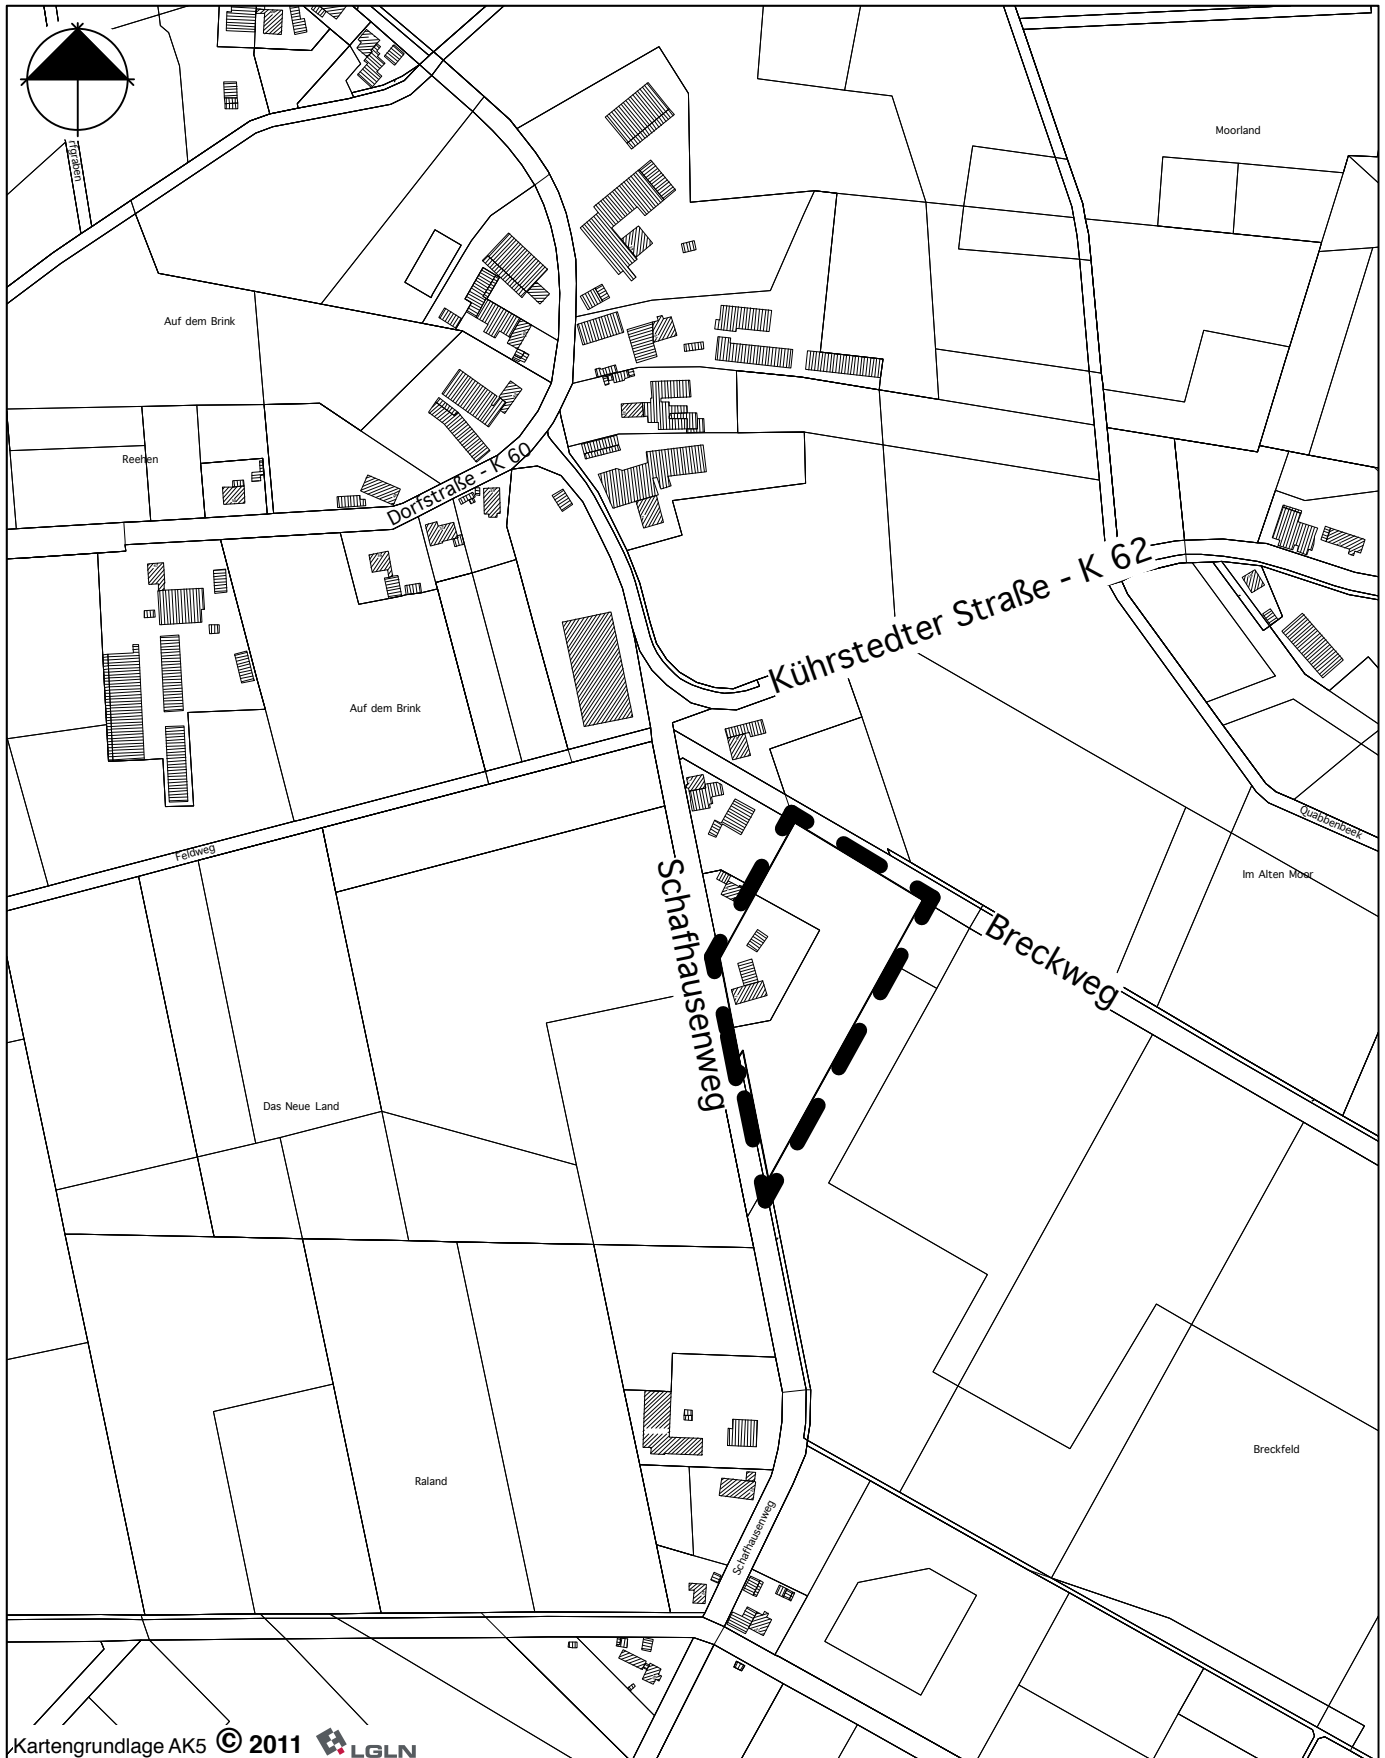 Moorland
rfgraben
Auf dem Brink
Reehen
Dorfstraße - K 60
Kührstedter Straße - K 62
Auf dem Brink
Quabbenbeek
Feldweg
Im Alten Moor
Schafhausenweg
Breckweg
Das Neue Land
Breckfeld
Raland
Schafhausenweg
Kartengrundlage AK5 © 2011 LGLN